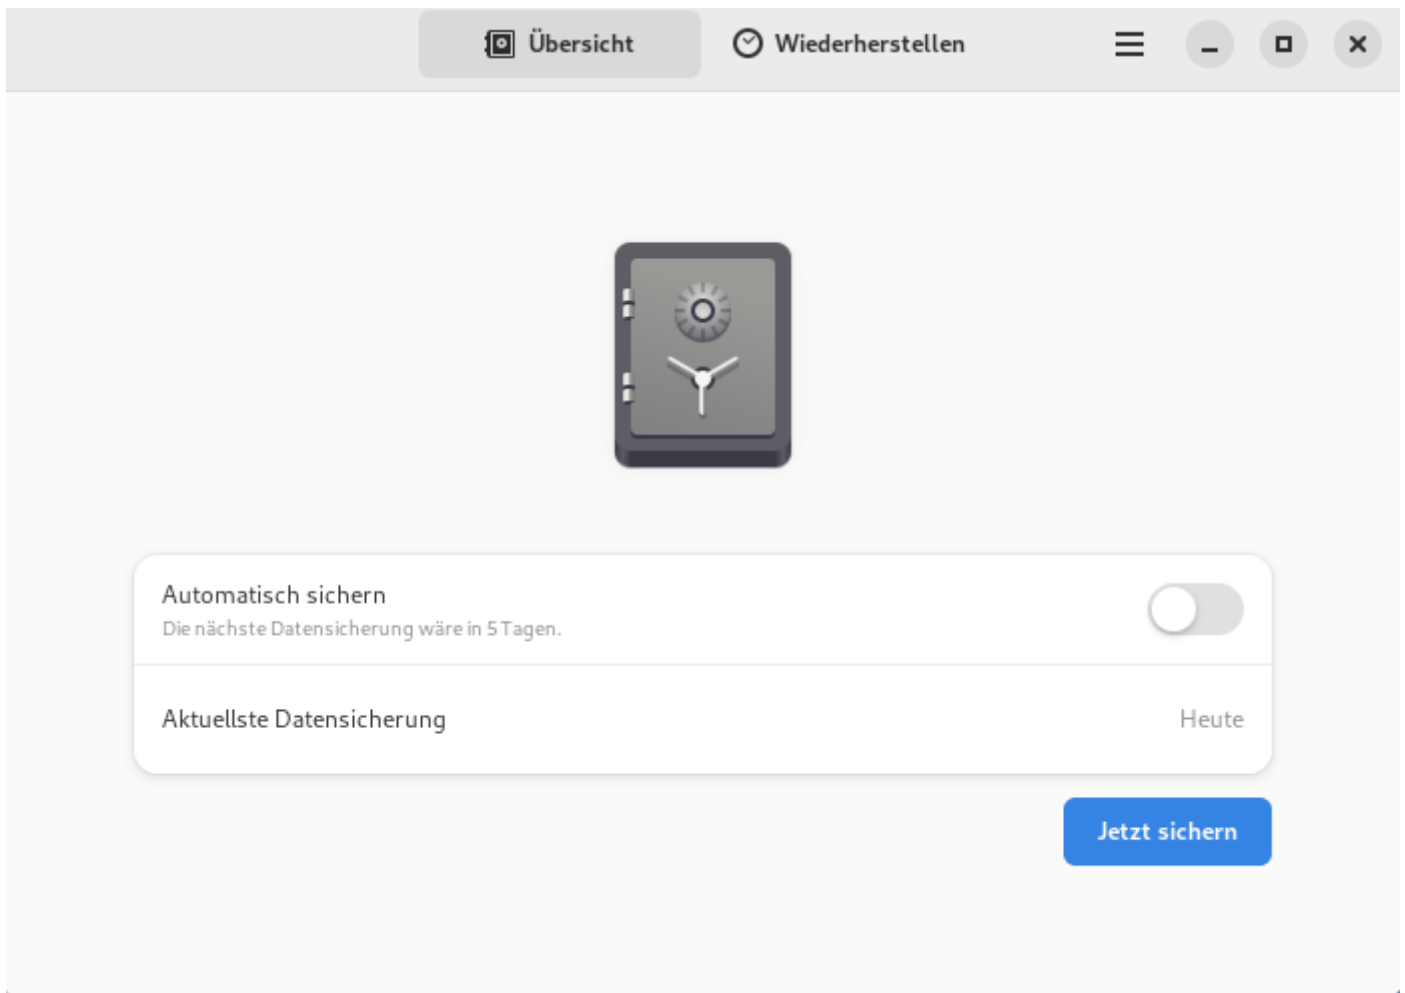 Übersicht
Wiederherstellen
Automatisch sichern
Die nächste Datensicherung wäre in 5 Tagen.
Aktuellste Datensicherung
Heute
Jetzt sichern